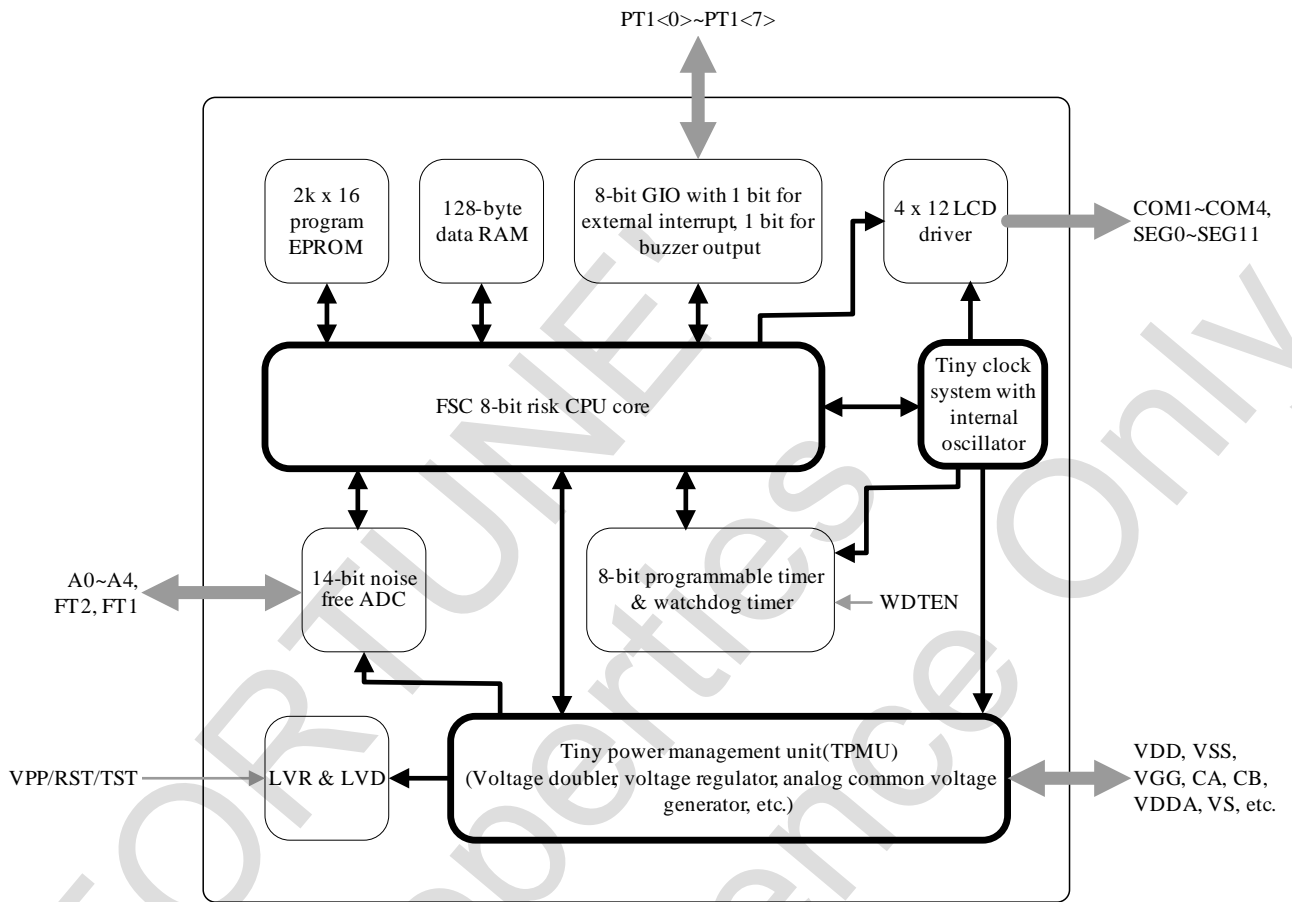 PT1<0>~PT1<7>
2k x 16
program
EPROM
128-byte
data RAM
8-bit GIO with 1 bit for
external interrupt, 1 bit for
buzzer output
4 x 12 LCD
driver
COM1~COM4,
SEG0~SEG11
FSC 8-bit risk CPU core
Tiny clock
system with
internal
oscillator
A0~A4,
FT2, FT1
14-bit noise
free ADC
8-bit programmable timer
& watchdog timer
WDTEN
VPP/RST/TST
LVR & LVD
Tiny power management unit(TPMU)
(Voltage doubler, voltage regulator, analog common voltage
generator, etc.)
VDD, VSS,
VGG, CA, CB,
VDDA, VS, etc.
FORTUNE'
perties
ence Only